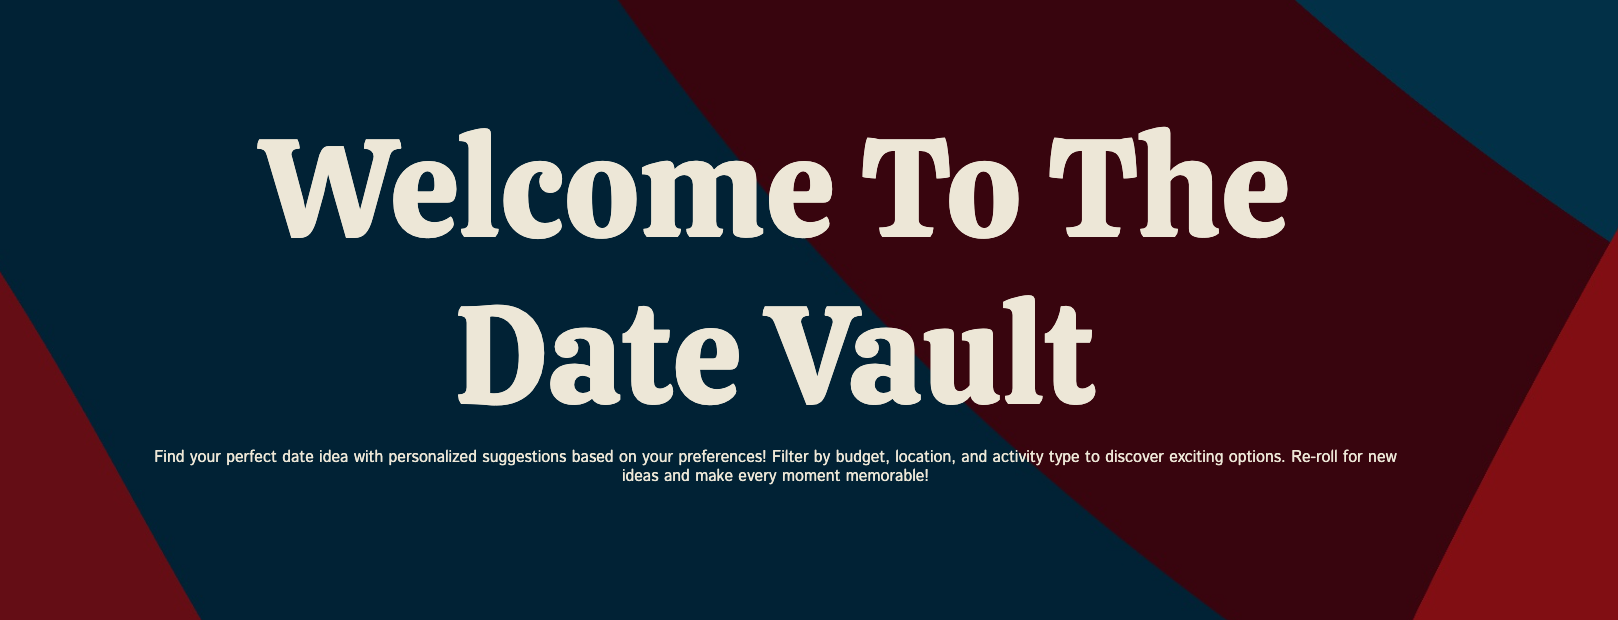 Welcome To The
Date Vault
Find your perfect date idea with personalized suggestions based on your preferences! Filter by budget, location, and activity type to discover exciting options. Re-roll for new
ideas and make every moment memorable!